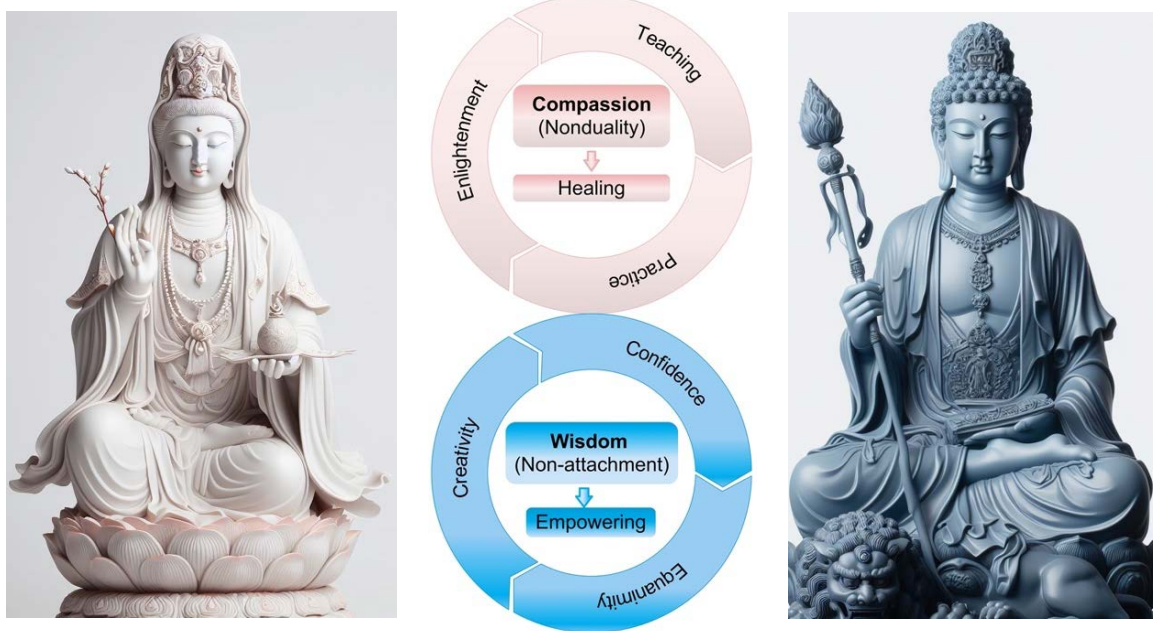 Teaching
Enlightenment
Compassion
(Nonduality)
Healing
Practice
Confidence
Creativity
Wisdom
(Non-attachment)
Empowering
Equanimity